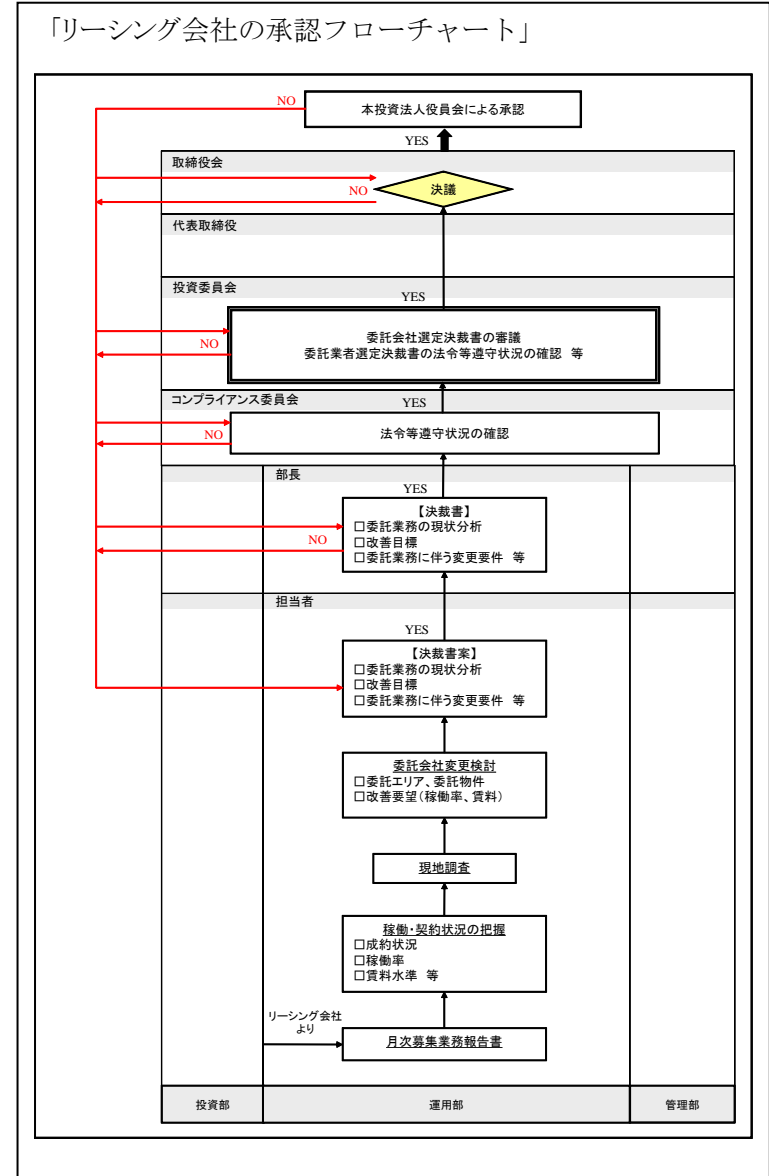 「リーシング会社の承認フローチャート」
NO
本投資法人役員会による承認
YES
取締役会
NO
決議
代表取締役
投資委員会
YES
委託会社選定決裁書の審議
委託業者選定決裁書の法令等遵守状況の確認 等
NO
コンプライアンス委員会
YES
法令等遵守状況の確認
NO
部長
YES
【決裁書】
□委託業務の現状分析
□改善目標
□委託業務に伴う変更要件 等
NO
担当者
YES
【決裁書案】
□委託業務の現状分析
□改善目標
□委託業務に伴う変更要件 等
委託会社変更検討
□委託エリア、委託物件
□改善要望(稼働率、賃料)
現地調査
稼働・契約状況の把握
□成約状況
□稼働率
□賃料水準 等
リーシング会社
より
月次募集業務報告書
投資部 運用部 管理部